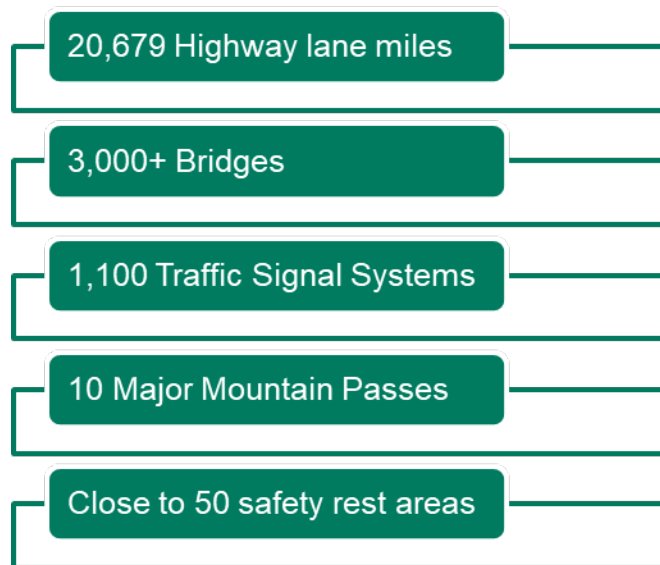 20,679 Highway lane miles
3,000+ Bridges
1,100 Traffic Signal Systems
10 Major Mountain Passes
Close to 50 safety rest areas